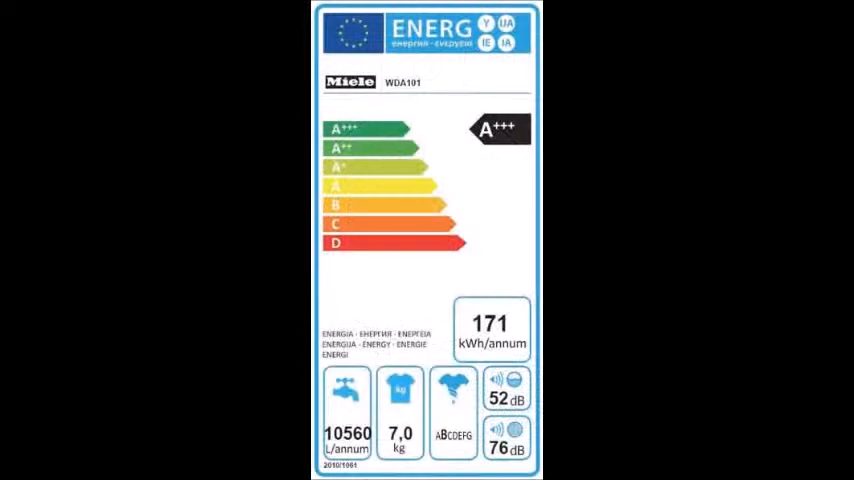 ENERG Y UA
енергия · ενεργεια IE IA
Miele WDA101
A+++ A+++
A++
A+
A
B
C
D
171
kWh/annum
ENERGIA · ЕНЕРГИЯ · ΕΝΕΡΓΕΙΑ
ENERGIJA · ENERGY · ENERGIE
ENERGI
kg
52 dB
10560
L/annum
7,0
kg
ABCDEFG
76 dB
2010/1061